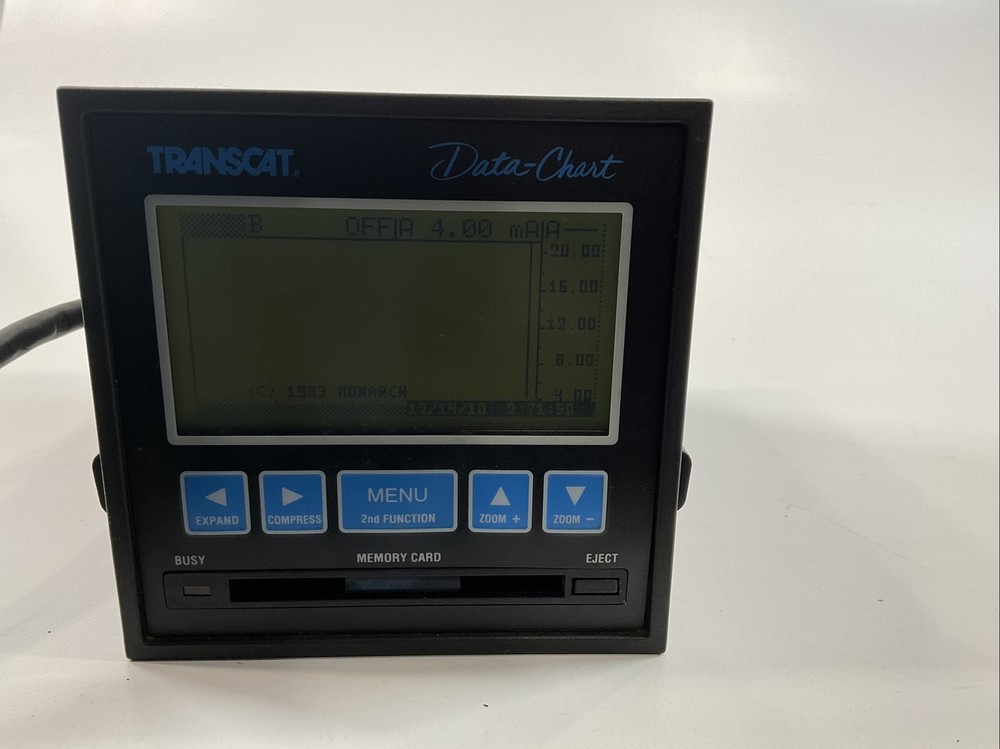 TRANSCAT® Data-Chart
B OFF|A 4.00 mA|A
20.00
16.00
12.00
8.00
4.00
(C) 1993 MONARCH
EXPAND COMPRESS MENU 2nd FUNCTION ZOOM + ZOOM −
BUSY MEMORY CARD EJECT